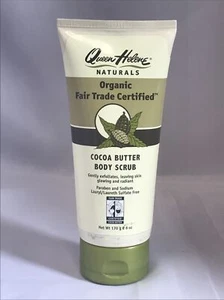 Queen Helene
NATURALS
Organic
Fair Trade Certified™
COCOA BUTTER
BODY SCRUB
Gently exfoliates, leaving skin
glowing and radiant
Paraben and Sodium
Lauryl/Laureth Sulfate Free
Net wt. 170 g ℮ 6 oz